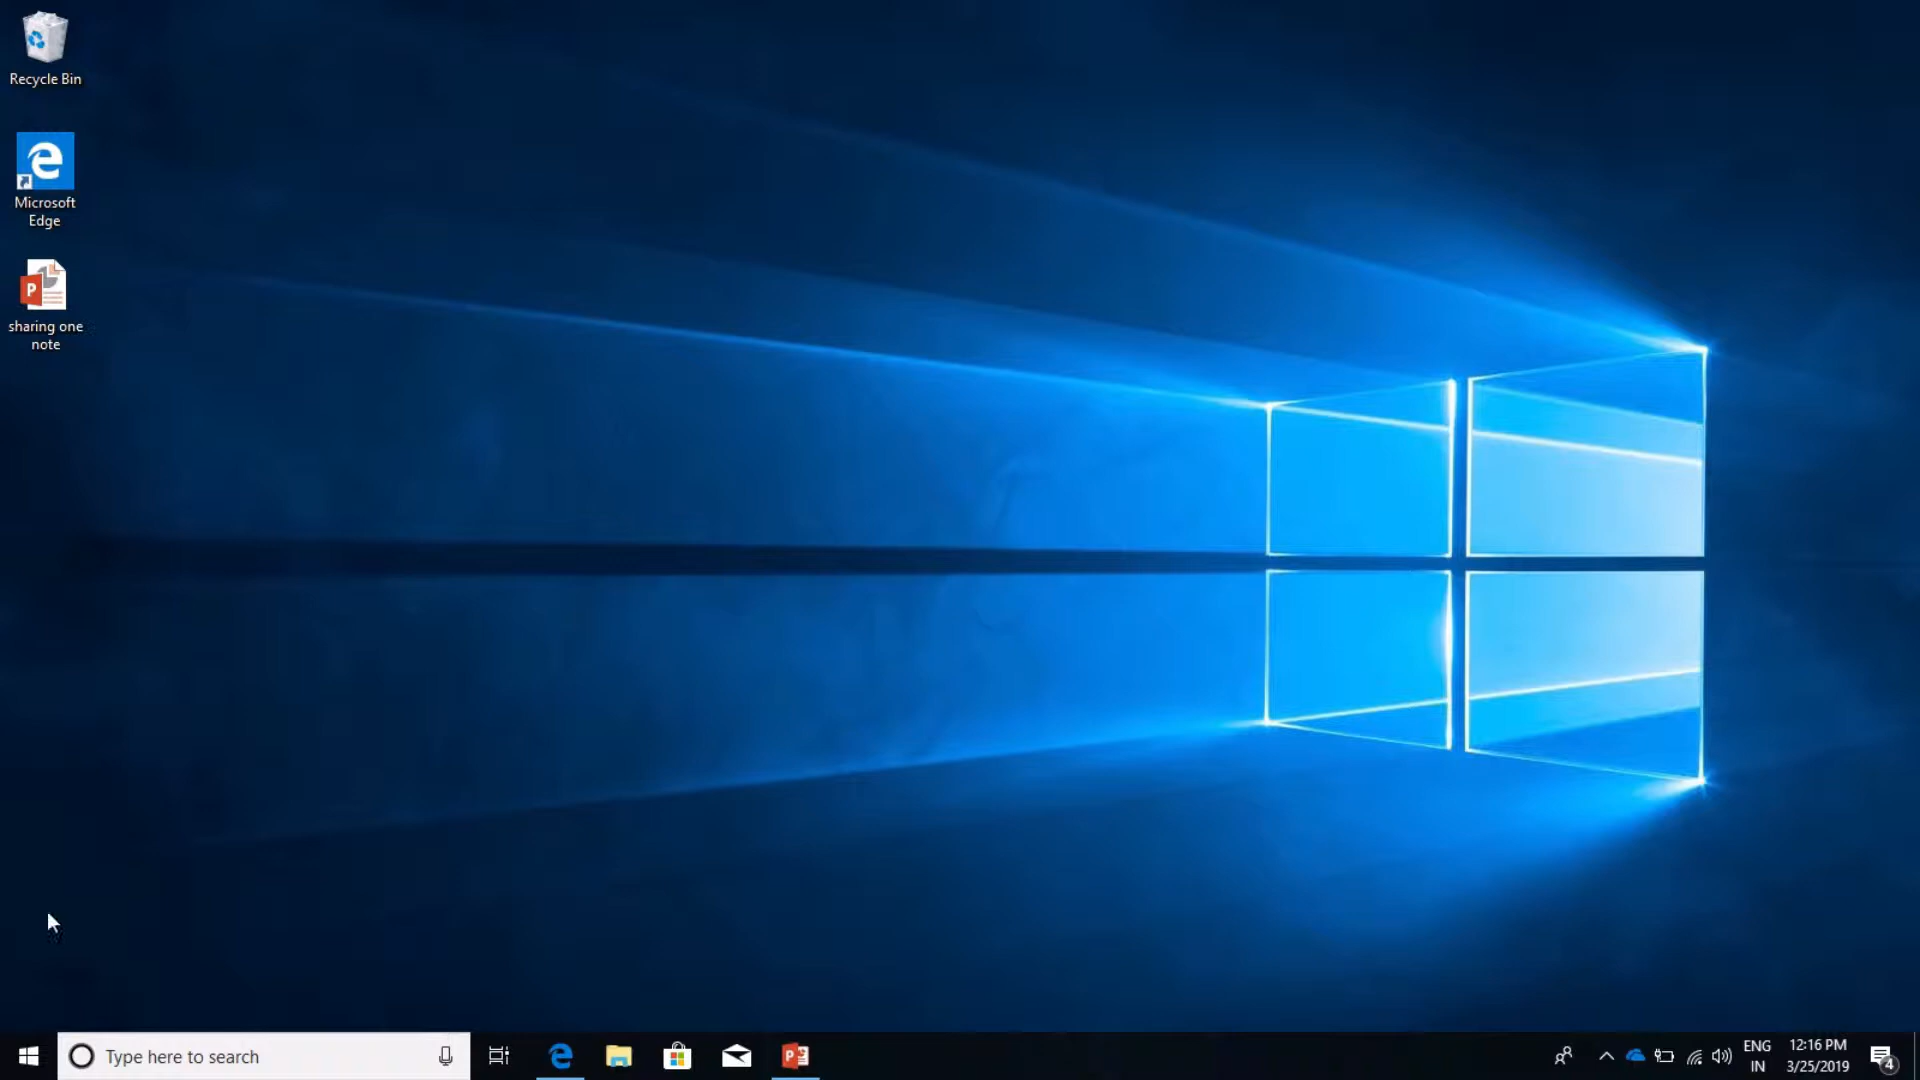 Recycle Bin
Microsoft
Edge
sharing one
note
Type here to search
ENG
IN
12:16 PM
3/25/2019
4